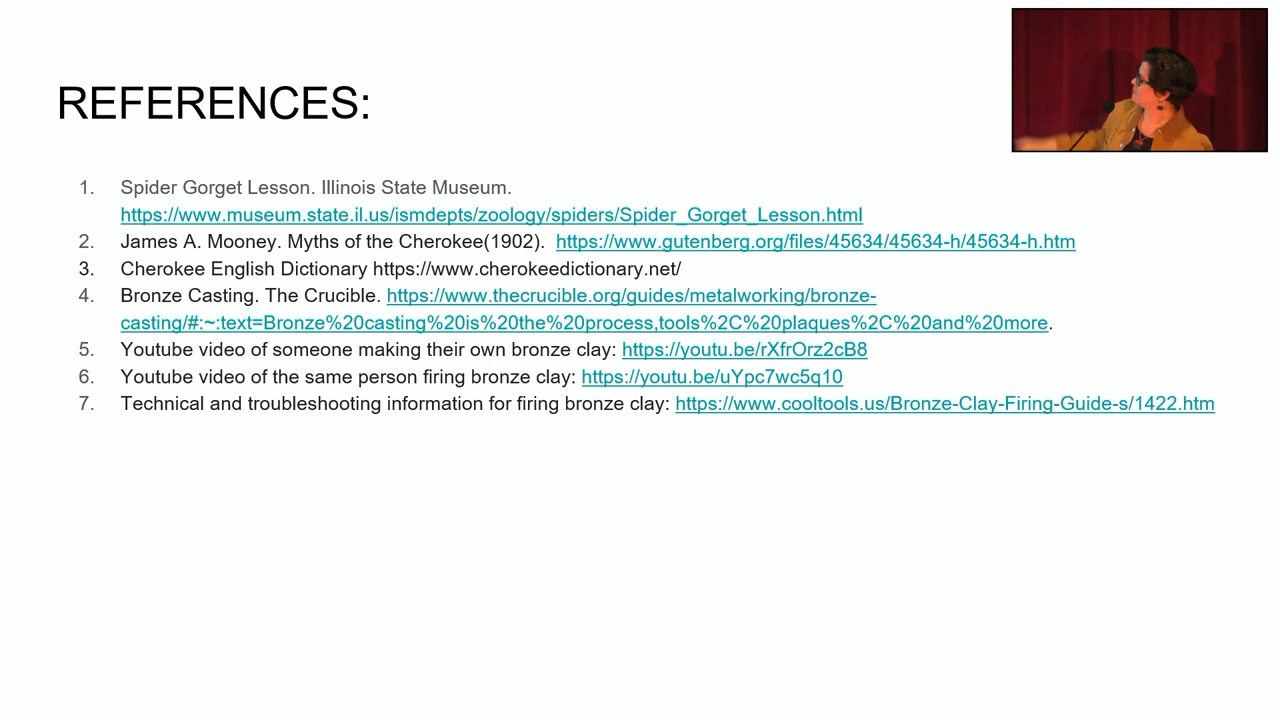 REFERENCES:
1. Spider Gorget Lesson. Illinois State Museum.
https://www.museum.state.il.us/ismdepts/zoology/spiders/Spider_Gorget_Lesson.html
2. James A. Mooney. Myths of the Cherokee(1902). https://www.gutenberg.org/files/45634/45634-h/45634-h.htm
3. Cherokee English Dictionary https://www.cherokeedictionary.net/
4. Bronze Casting. The Crucible. https://www.thecrucible.org/guides/metalworking/bronze-
casting/#:~:text=Bronze%20casting%20is%20the%20process,tools%2C%20plaques%2C%20and%20more.
5. Youtube video of someone making their own bronze clay: https://youtu.be/rXfrOrz2cB8
6. Youtube video of the same person firing bronze clay: https://youtu.be/uYpc7wc5q10
7. Technical and troubleshooting information for firing bronze clay: https://www.cooltools.us/Bronze-Clay-Firing-Guide-s/1422.htm